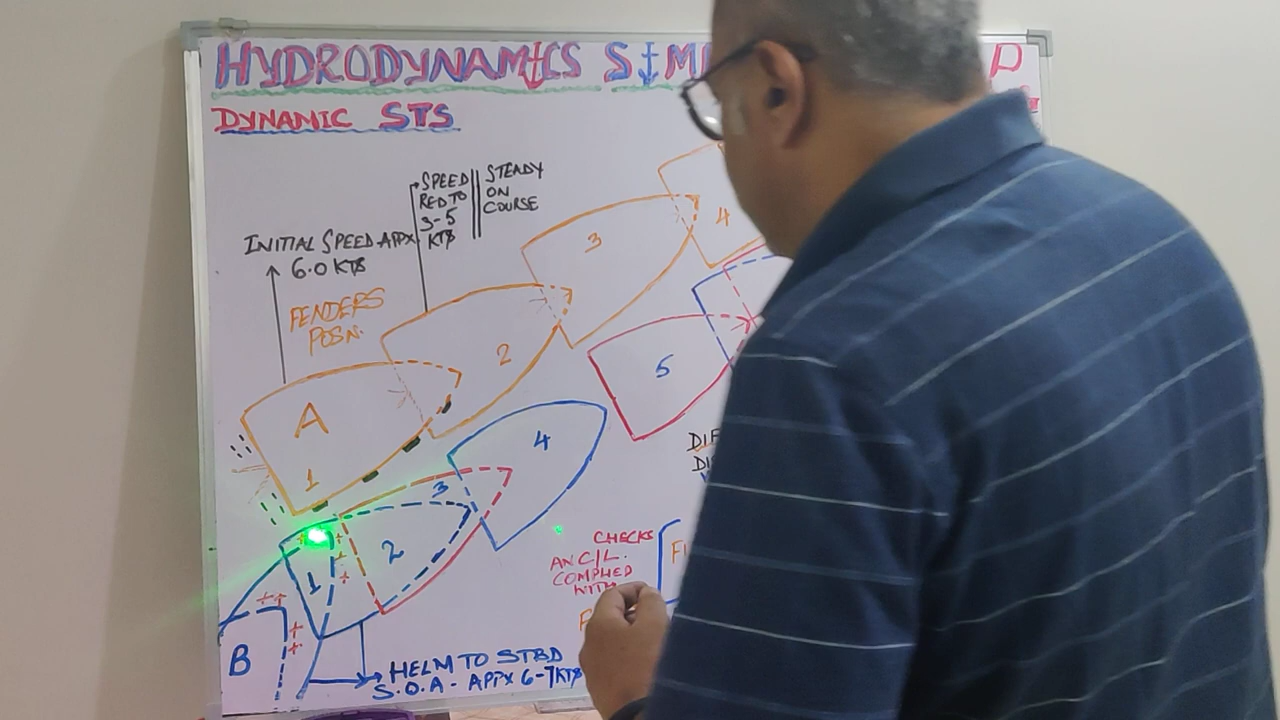 HYDRODYNAMICS SIM
D
DYNAMIC STS
SPEED
RED TO
3-5
KTS
STEADY
ON
COURSE
INITIAL SPEED APPX
6.0 KTS
FENDERS
POSN.
4
3
2
5
A
1
4
3
2
1
B
CHECKS
AN C/L.
COMPLIED
WITH
HELM TO STBD
S.O.A - APPX 6-7KTS